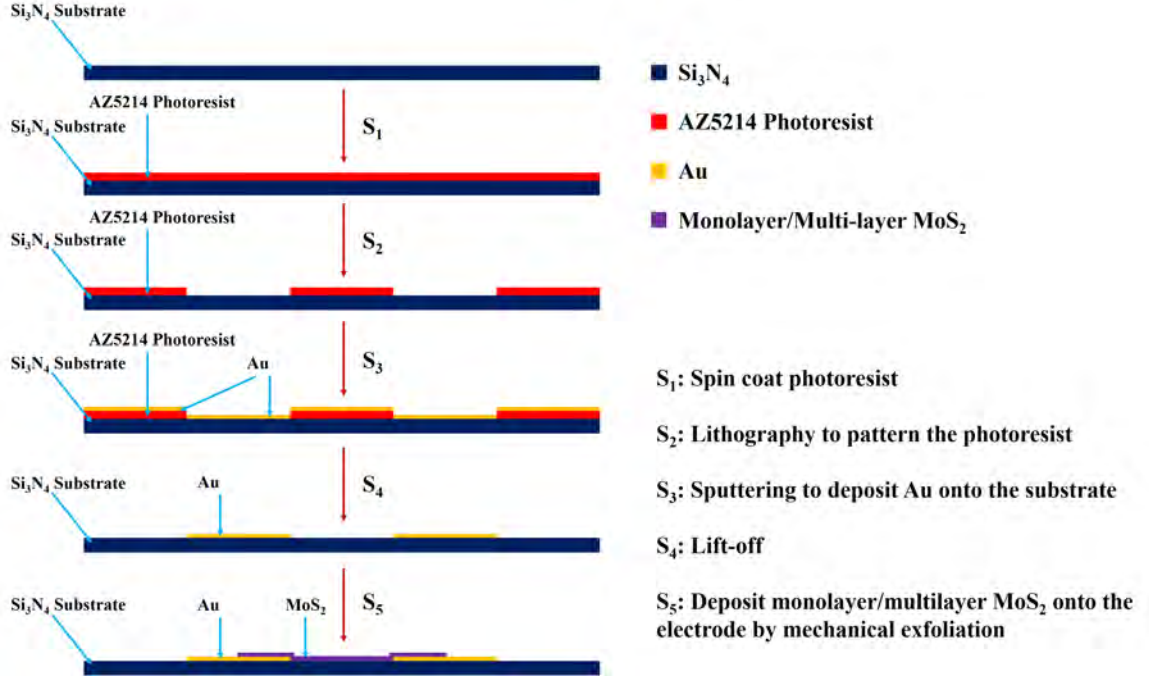 Si₃N₄ Substrate
AZ5214 Photoresist
Si₃N₄ Substrate
S₁
AZ5214 Photoresist
Si₃N₄ Substrate
S₂
AZ5214 Photoresist
Si₃N₄ Substrate
Au
S₃
Si₃N₄ Substrate
Au
S₄
Si₃N₄ Substrate
Au
MoS₂
S₅
Si₃N₄
AZ5214 Photoresist
Au
Monolayer/Multi-layer MoS₂
S₁: Spin coat photoresist
S₂: Lithography to pattern the photoresist
S₃: Sputtering to deposit Au onto the substrate
S₄: Lift-off
S₅: Deposit monolayer/multilayer MoS₂ onto the
electrode by mechanical exfoliation